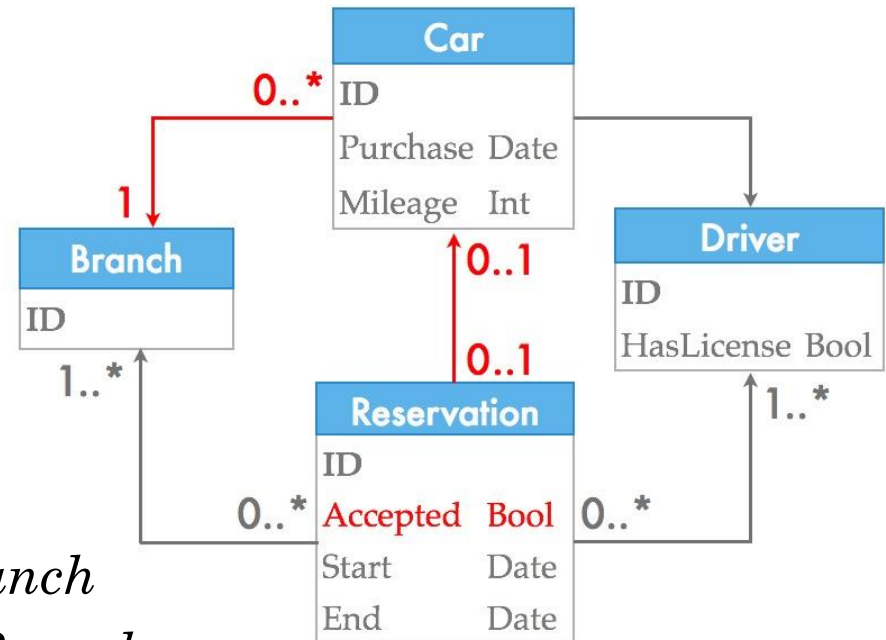 Car
0..*
ID
Purchase Date
Mileage Int
1
Branch
ID
0..1
Driver
ID
HasLicense Bool
0..1
1..*
1..*
Reservation
ID
0..*
Accepted Bool
0..*
Start Date
End Date